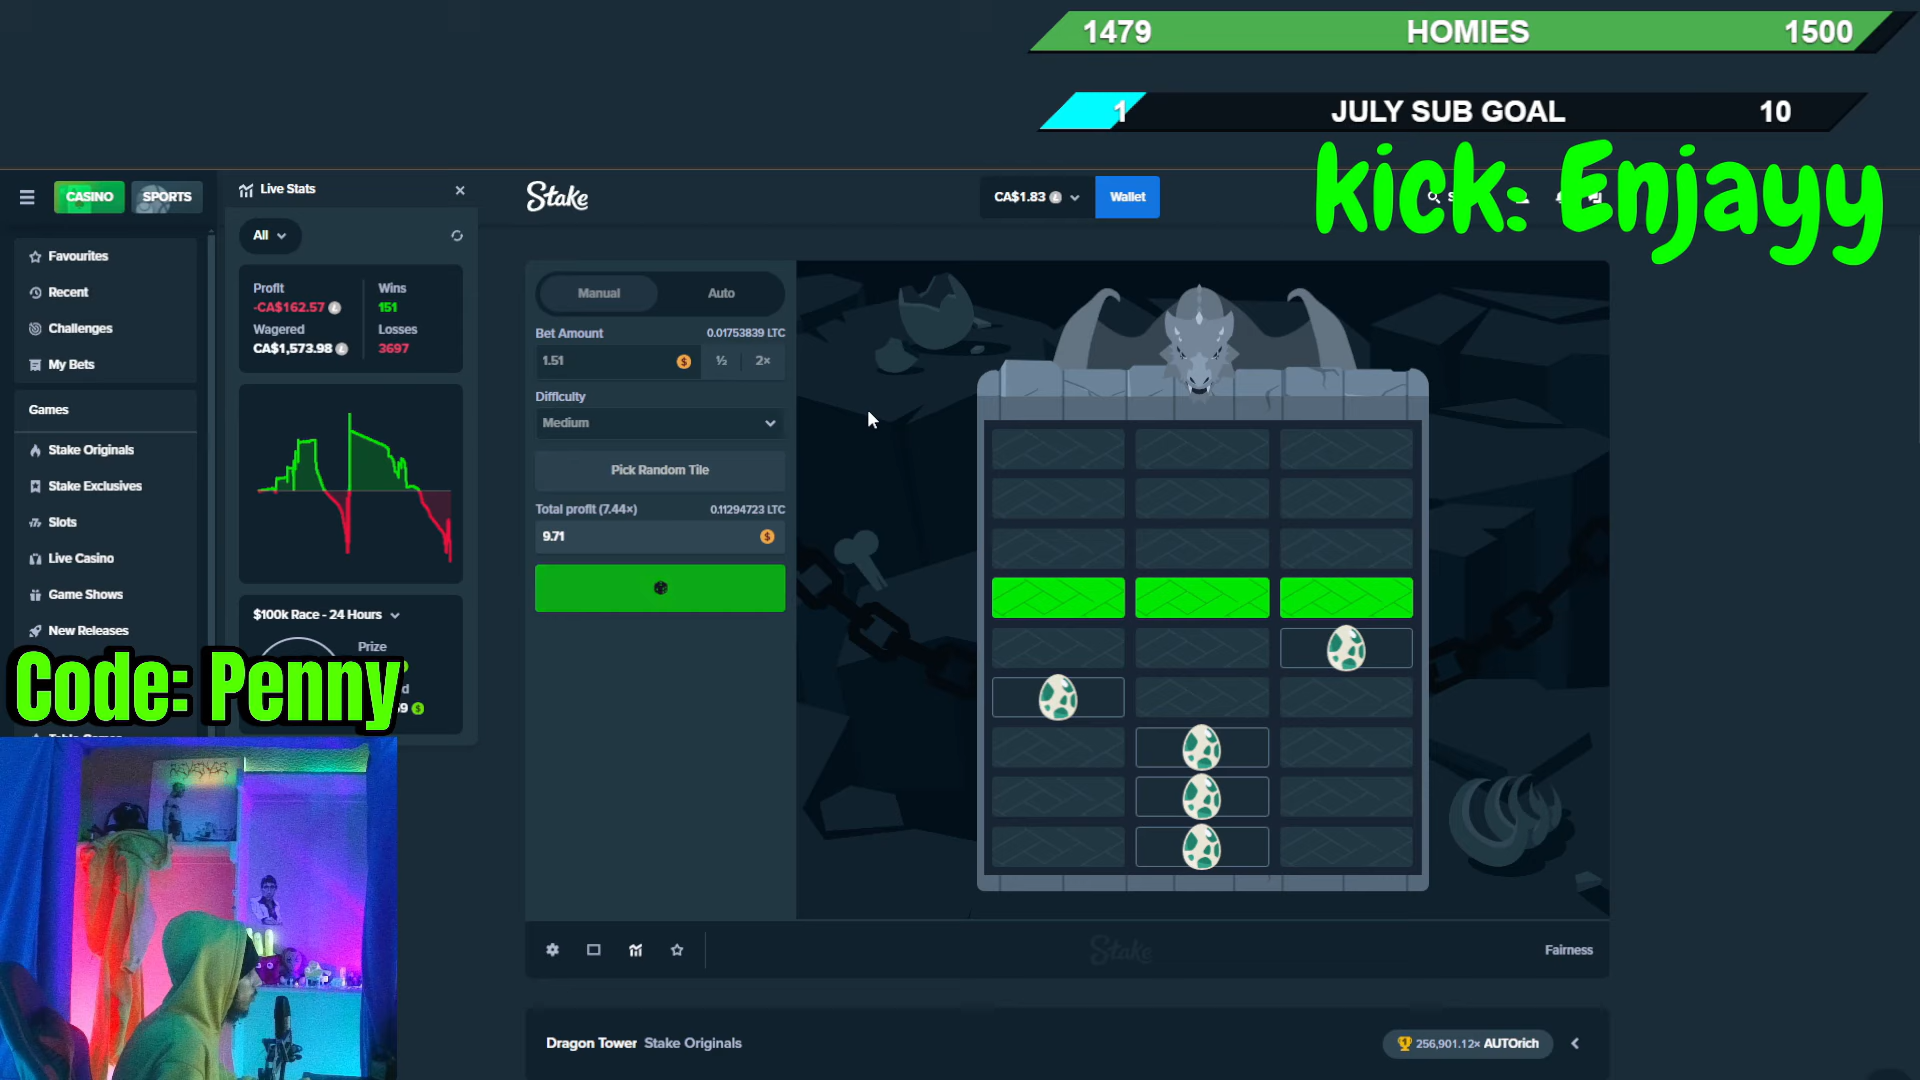 1479 HOMIES 1500
1 JULY SUB GOAL 10
kick: Enjayy
CASINO SPORTS
Live Stats
Stake
CA$1.83
Wallet
All
Favourites
Recent
Challenges
My Bets
Profit Wins
-CA$162.57 151
Wagered Losses
CA$1,573.98 3697
Manual Auto
Bet Amount 0.01753839 LTC
1.51 ½ 2×
Difficulty
Medium
Pick Random Tile
Total profit (7.44×) 0.11294723 LTC
9.71
Games
Stake Originals
Stake Exclusives
Slots
Live Casino
Game Shows
New Releases
$100k Race - 24 Hours
Prize
Code: Penny
REVENGE
Stake
Fairness
Dragon Tower Stake Originals
256,901.12× AUTOrich